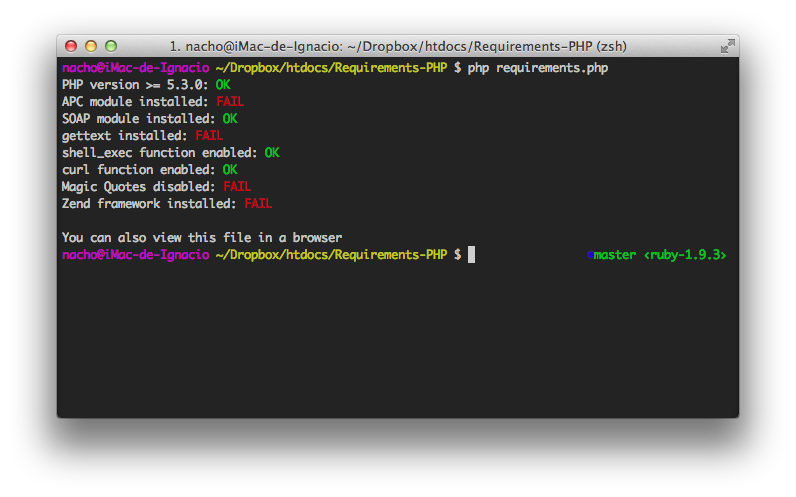 1. nacho@iMac-de-Ignacio: ~/Dropbox/htdocs/Requirements-PHP (zsh)
nacho@iMac-de-Ignacio ~/Dropbox/htdocs/Requirements-PHP $ php requirements.php
PHP version >= 5.3.0: OK
APC module installed: FAIL
SOAP module installed: OK
gettext installed: FAIL
shell_exec function enabled: OK
curl function enabled: OK
Magic Quotes disabled: FAIL
Zend framework installed: FAIL
You can also view this file in a browser
nacho@iMac-de-Ignacio ~/Dropbox/htdocs/Requirements-PHP $ master ‹ruby-1.9.3›